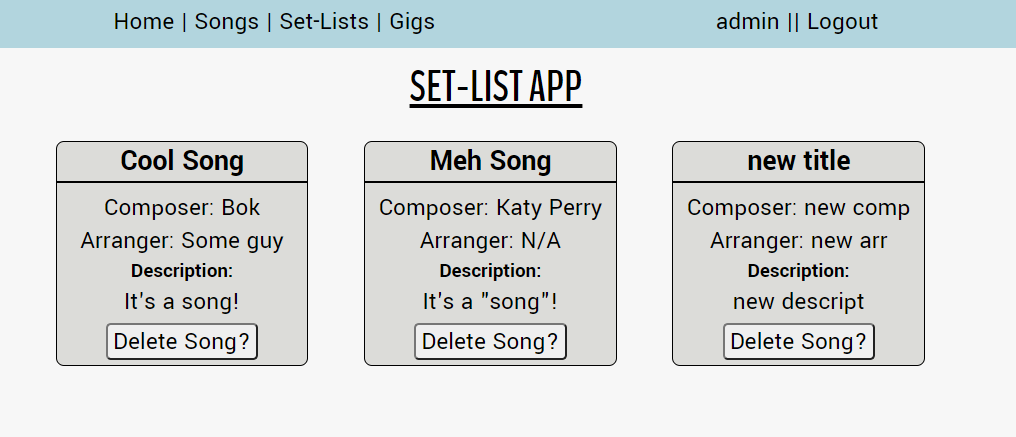 Home | Songs | Set-Lists | Gigs
admin || Logout
SET-LIST APP
Cool Song
Composer: Bok
Arranger: Some guy
Description:
It's a song!
Delete Song?
Meh Song
Composer: Katy Perry
Arranger: N/A
Description:
It's a "song"!
Delete Song?
new title
Composer: new comp
Arranger: new arr
Description:
new descript
Delete Song?